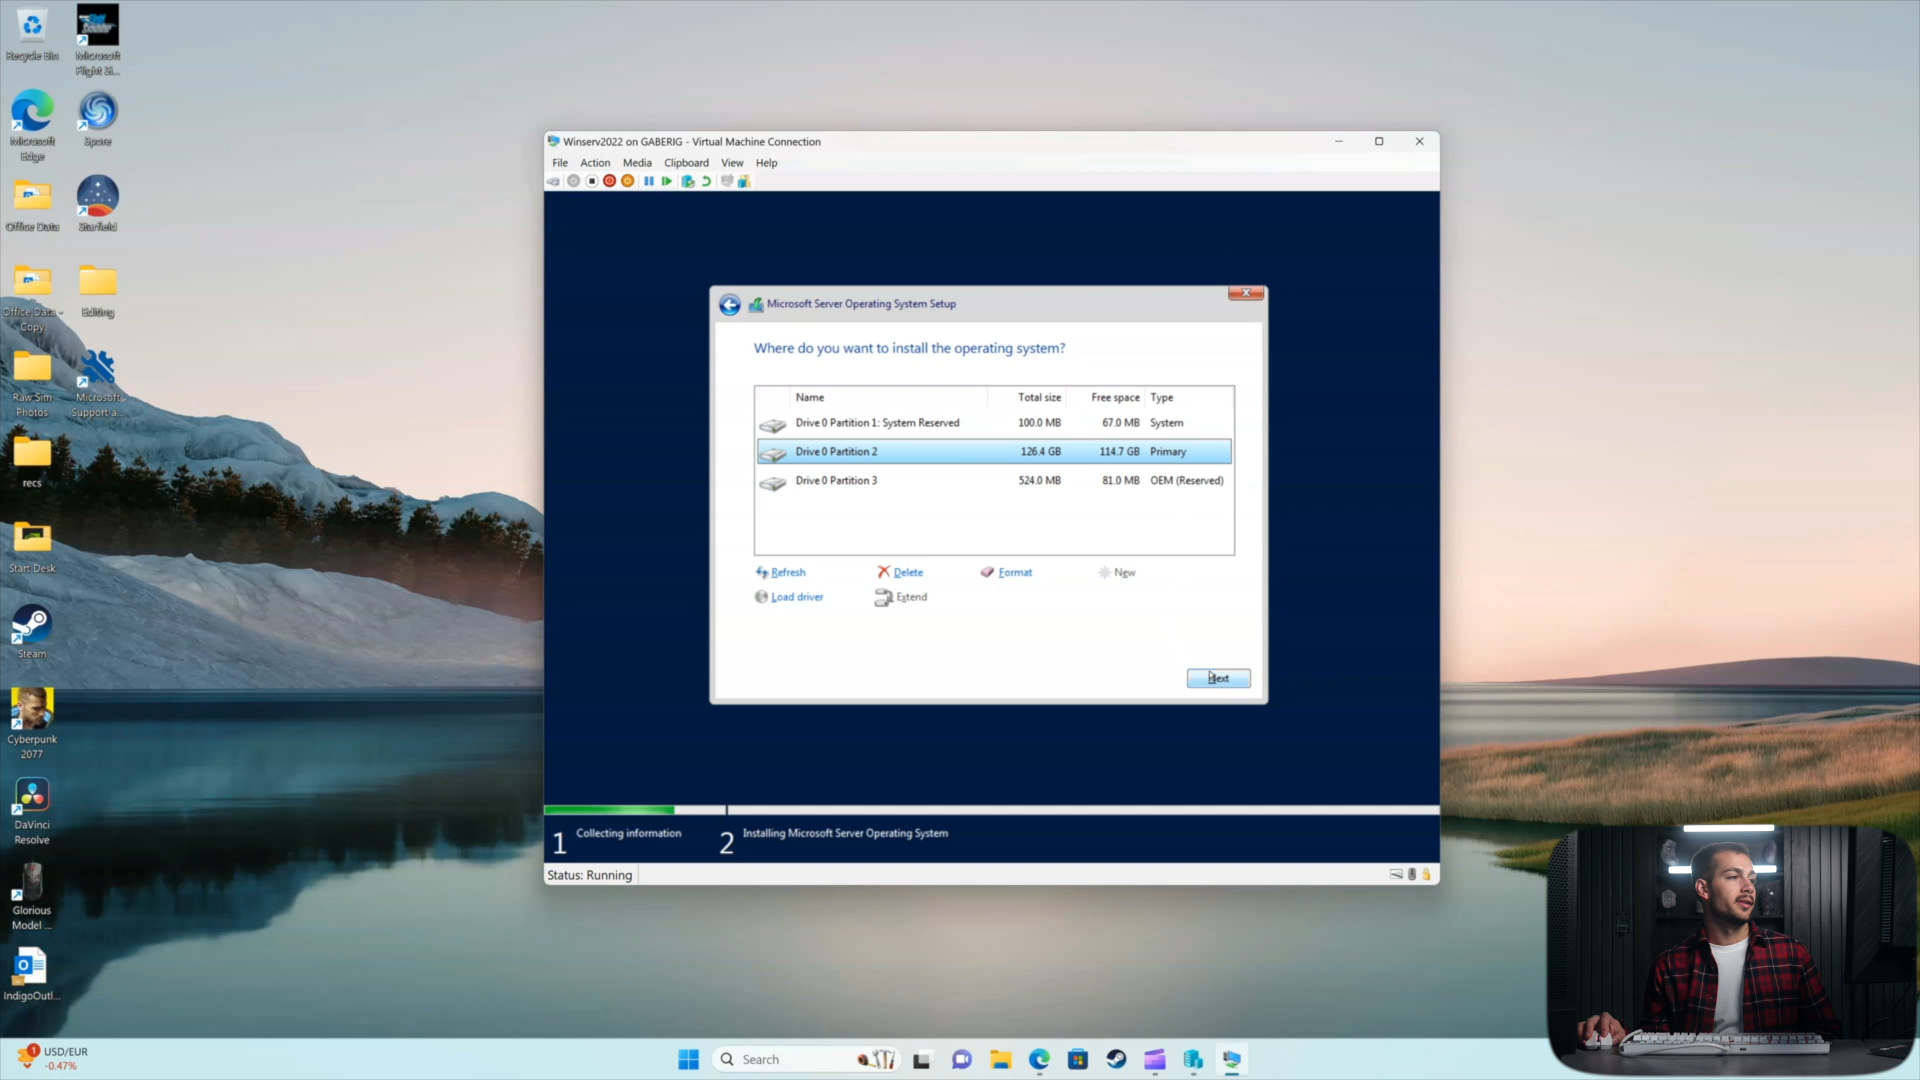 Recycle Bin
Microsoft
Flight Si...
Microsoft
Edge
Spore
Office Data
Starfield
Office Data -
Copy
Editing
Raw Sim
Photos
Microsoft
Support a...
recs
Start Desk
Steam
Cyberpunk
2077
DaVinci
Resolve
Glorious
Model ...
IndigoOutl...
Winserv2022 on GABERIG - Virtual Machine Connection
File Action Media Clipboard View Help
Microsoft Server Operating System Setup
Where do you want to install the operating system?
Name Total size Free space Type
Drive 0 Partition 1: System Reserved 100.0 MB 67.0 MB System
Drive 0 Partition 2 126.4 GB 114.7 GB Primary
Drive 0 Partition 3 524.0 MB 81.0 MB OEM (Reserved)
Refresh Delete Format New
Load driver Extend
Next
1 Collecting information 2 Installing Microsoft Server Operating System
Status: Running
1 USD/EUR
-0.47%
Search